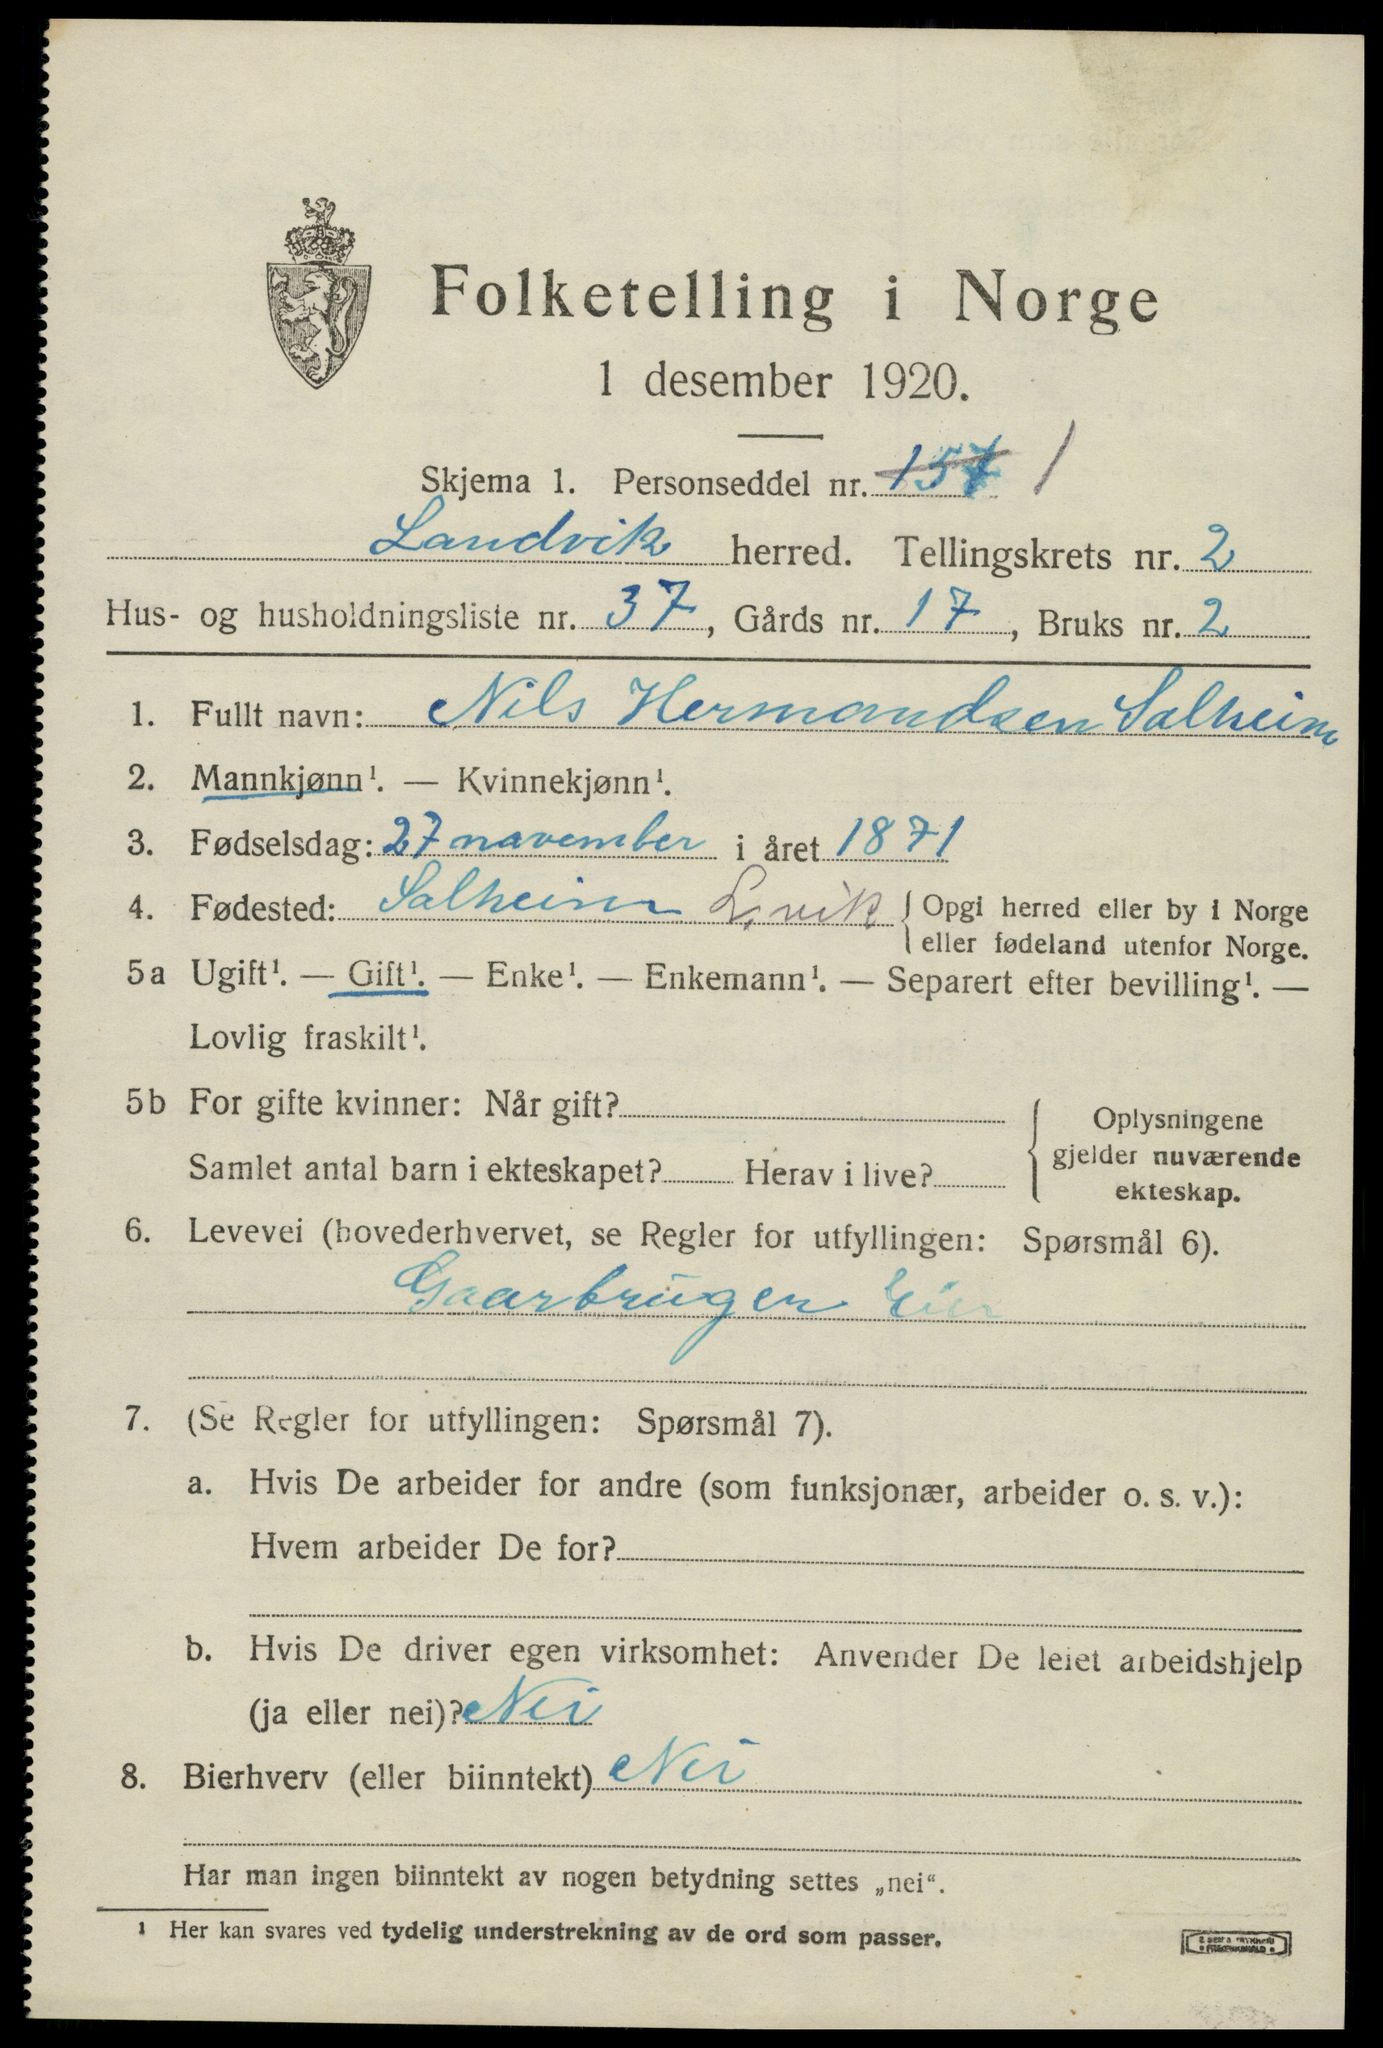 Folketelling i Norge
1 desember 1920.
Skjema 1. Personseddel nr. 157 1
Landvik herred. Tellingskrets nr. 2
Hus- og husholdningsliste nr. 37, Gårds nr. 17, Bruks nr. 2
1. Fullt navn: Nils Hermandsen Salheim
2. Mannkjønn¹. — Kvinnekjønn¹.
3. Fødselsdag: 27 november i året 1871
4. Fødested: Salheim L.vik { Opgi herred eller by i Norge
eller fødeland utenfor Norge.
5a Ugift¹. — Gift¹. — Enke¹. — Enkemann¹. — Separert efter bevilling¹. —
Lovlig fraskilt¹.
5b For gifte kvinner: Når gift?
Samlet antal barn i ekteskapet? Herav i live?
{ Oplysningene
gjelder nuværende
ekteskap.
6. Levevei (hovederhvervet, se Regler for utfyllingen: Spørsmål 6).
Gaarbruger Eier
7. (Se Regler for utfyllingen: Spørsmål 7).
a. Hvis De arbeider for andre (som funksjonær, arbeider o. s. v.):
Hvem arbeider De for?
b. Hvis De driver egen virksomhet: Anvender De leiet arbeidshjelp
(ja eller nei)? Nei
8. Bierhverv (eller biinntekt) Nei
Har man ingen biinntekt av nogen betydning settes „nei“.
¹ Her kan svares ved tydelig understrekning av de ord som passer.